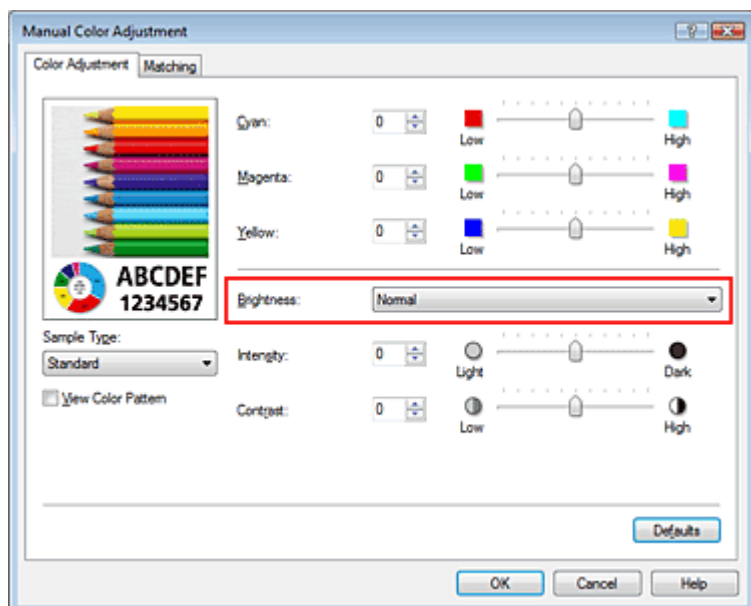 Manual Color Adjustment
Color Adjustment Matching
Cyan: 0 Low High
Magenta: 0 Low High
Yellow: 0 Low High
ABCDEF
1234567
Brightness: Normal
Sample Type:
Standard
Intensity: 0 Light Dark
View Color Pattern
Contrast: 0 Low High
Defaults
OK Cancel Help